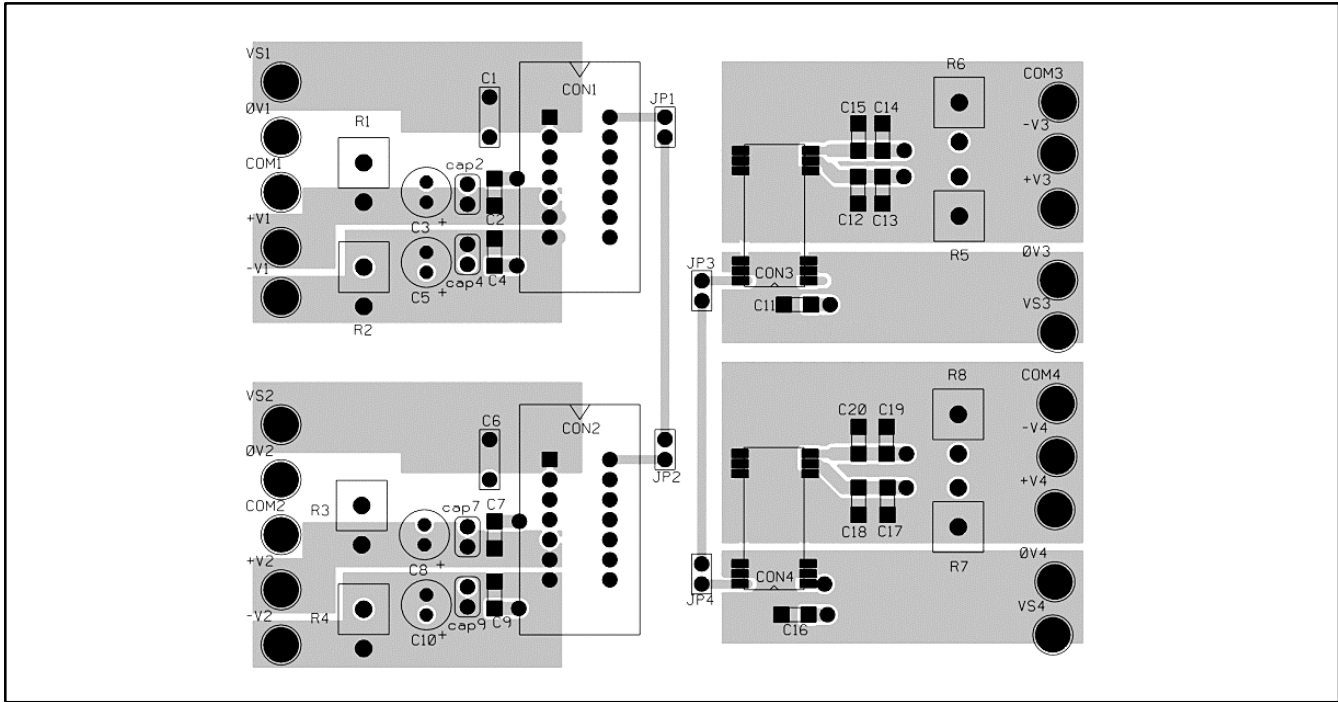 VS1
ØV1
COM1
+V1
-V1
R1
R2
C1
CON1
cap2
C2
C3
+
cap4
C4
C5
+
JP1
VS2
ØV2
COM2
+V2
-V2
R3
R4
C6
CON2
cap7
C7
C8
+
cap9
C9
C10
+
JP2
R6
COM3
-V3
+V3
C15 C14
C12 C13
R5
ØV3
JP3
CON3
C11
VS3
R8
COM4
-V4
+V4
C20 C19
C18 C17
R7
ØV4
CON4
JP4
C16
VS4